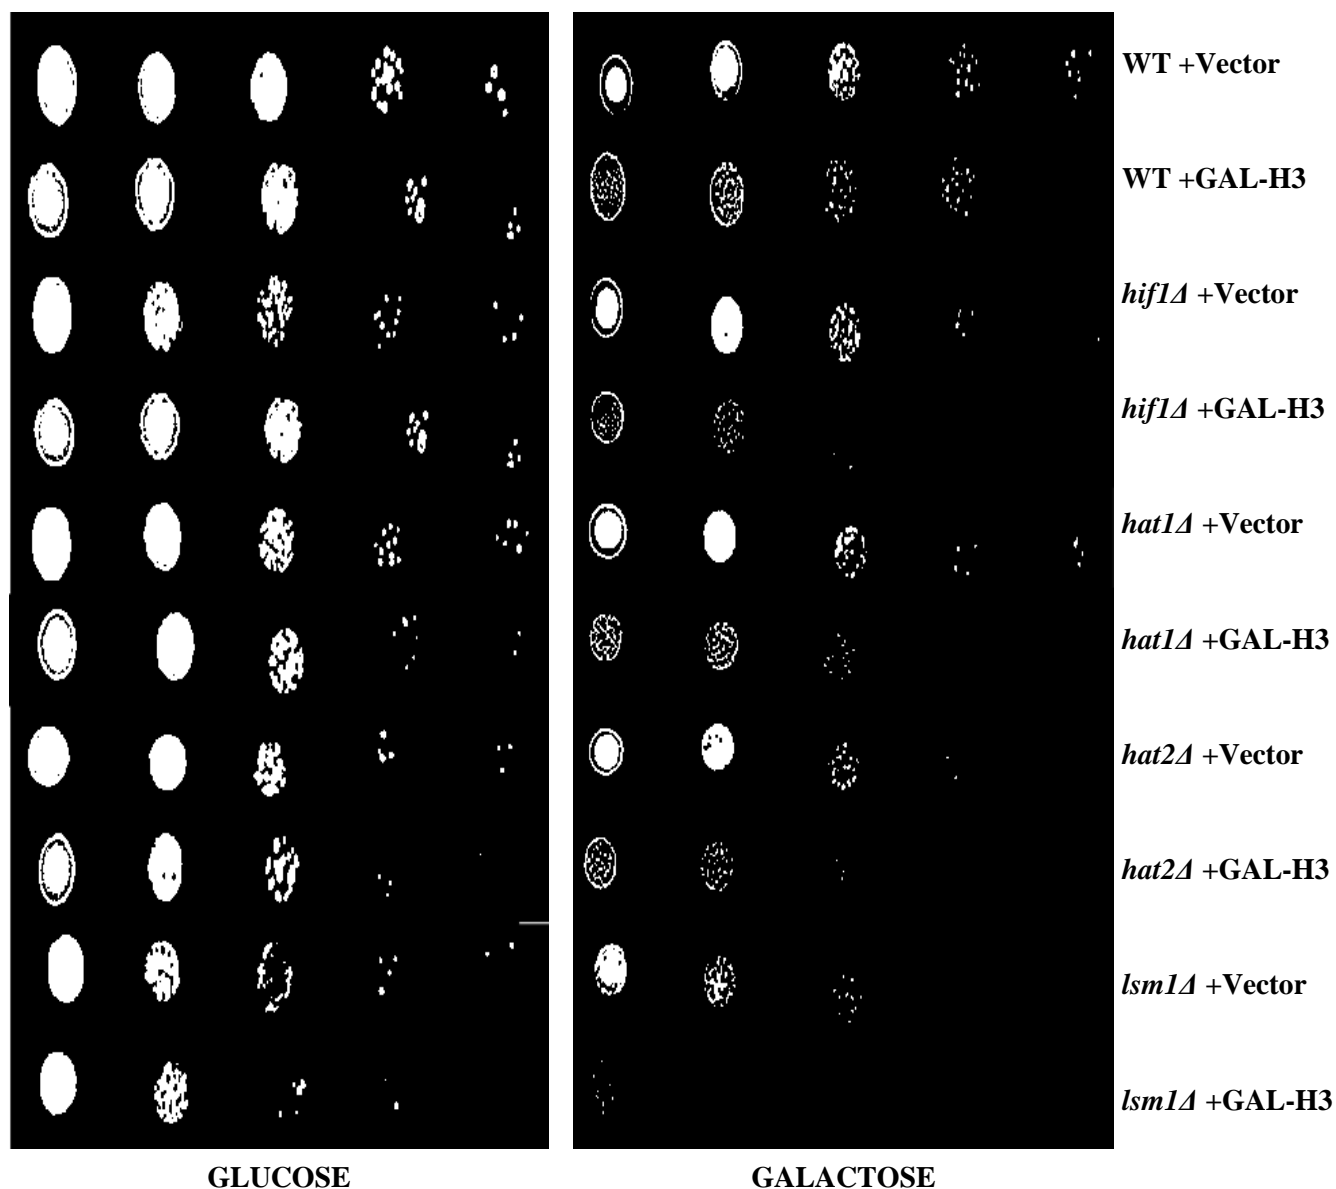 WT +Vector
WT +GAL-H3
hif1Δ +Vector
hif1Δ +GAL-H3
hat1Δ +Vector
hat1Δ +GAL-H3
hat2Δ +Vector
hat2Δ +GAL-H3
lsm1Δ +Vector
lsm1Δ +GAL-H3
GLUCOSE
GALACTOSE